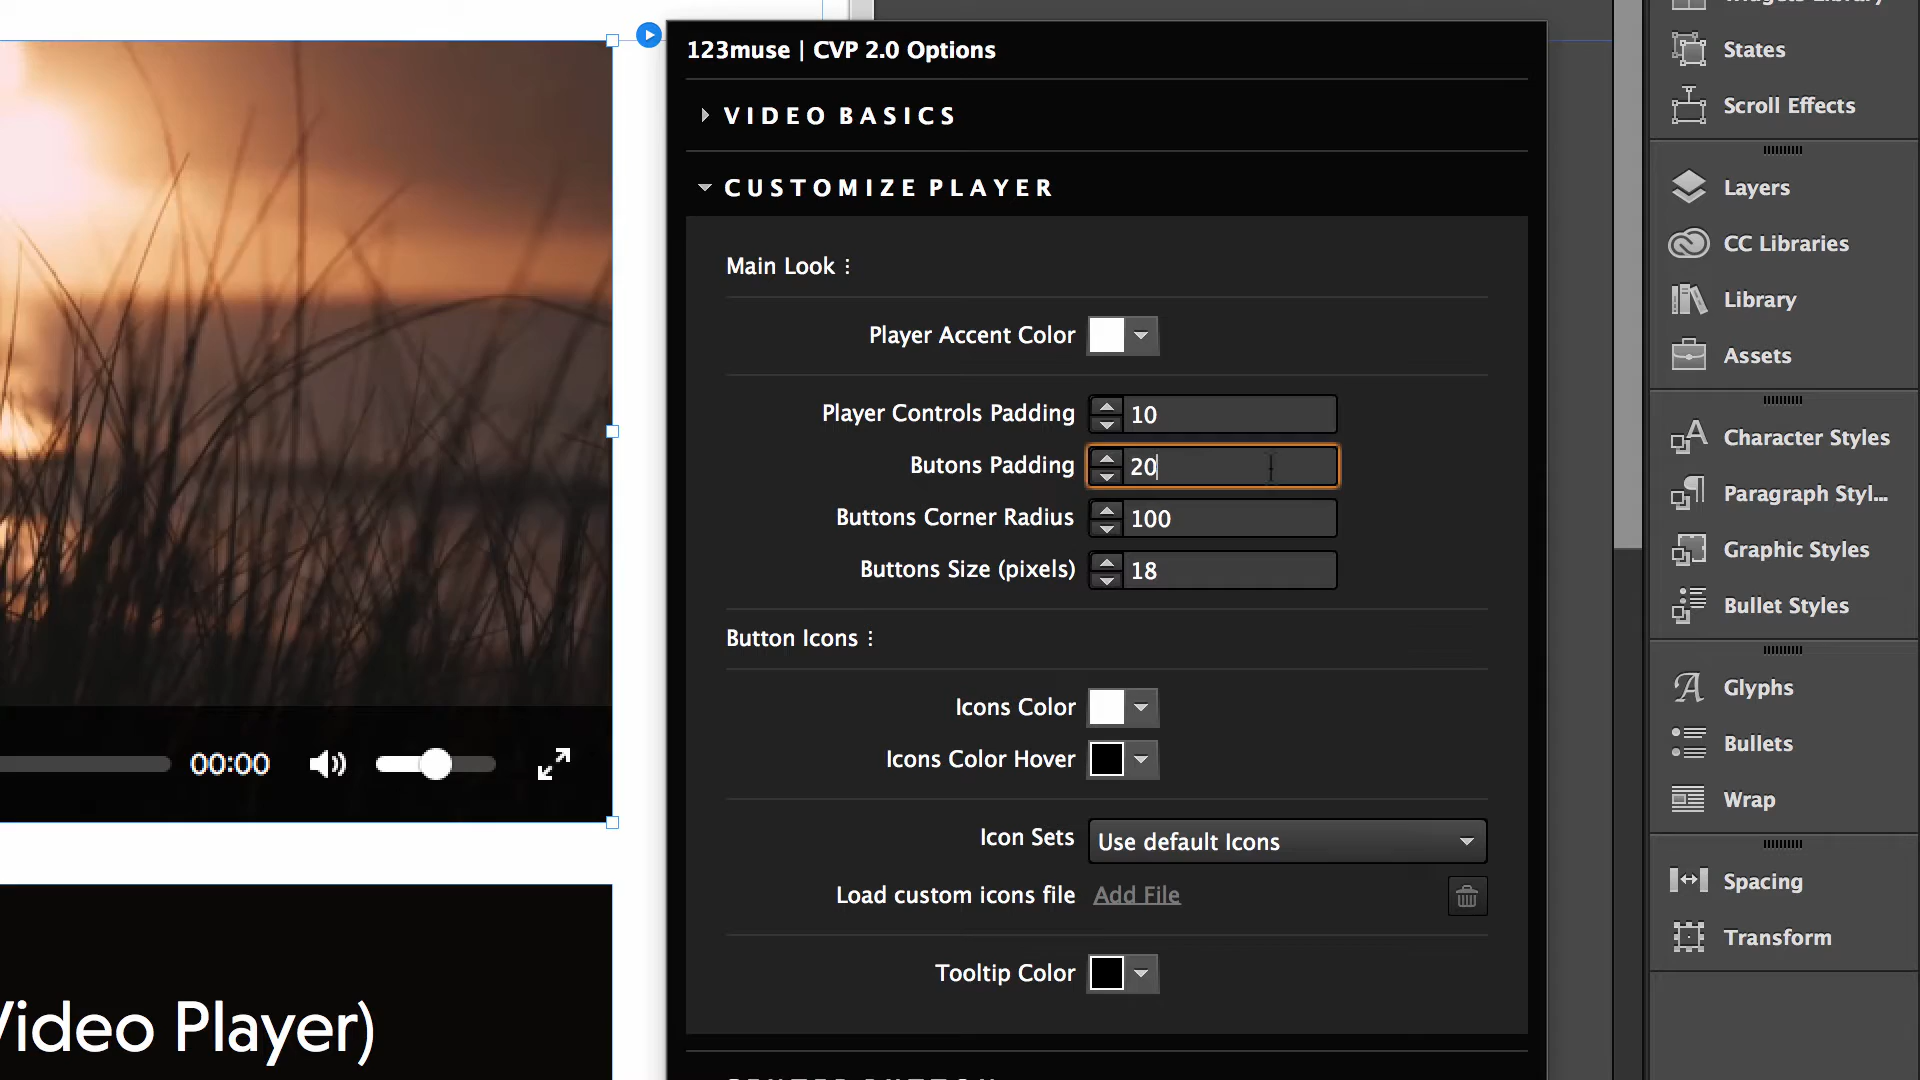 Widgets Library
123muse | CVP 2.0 Options
States
VIDEO BASICS
Scroll Effects
CUSTOMIZE PLAYER
Layers
CC Libraries
Main Look
Library
Player Accent Color
Assets
Player Controls Padding 10
Character Styles
Butons Padding 20
Paragraph Styl...
Buttons Corner Radius 100
Graphic Styles
Buttons Size (pixels) 18
Bullet Styles
Button Icons
Glyphs
Icons Color
Bullets
Icons Color Hover
00:00
Wrap
Icon Sets Use default Icons
Spacing
Load custom icons file Add File
Transform
Tooltip Color
Video Player)